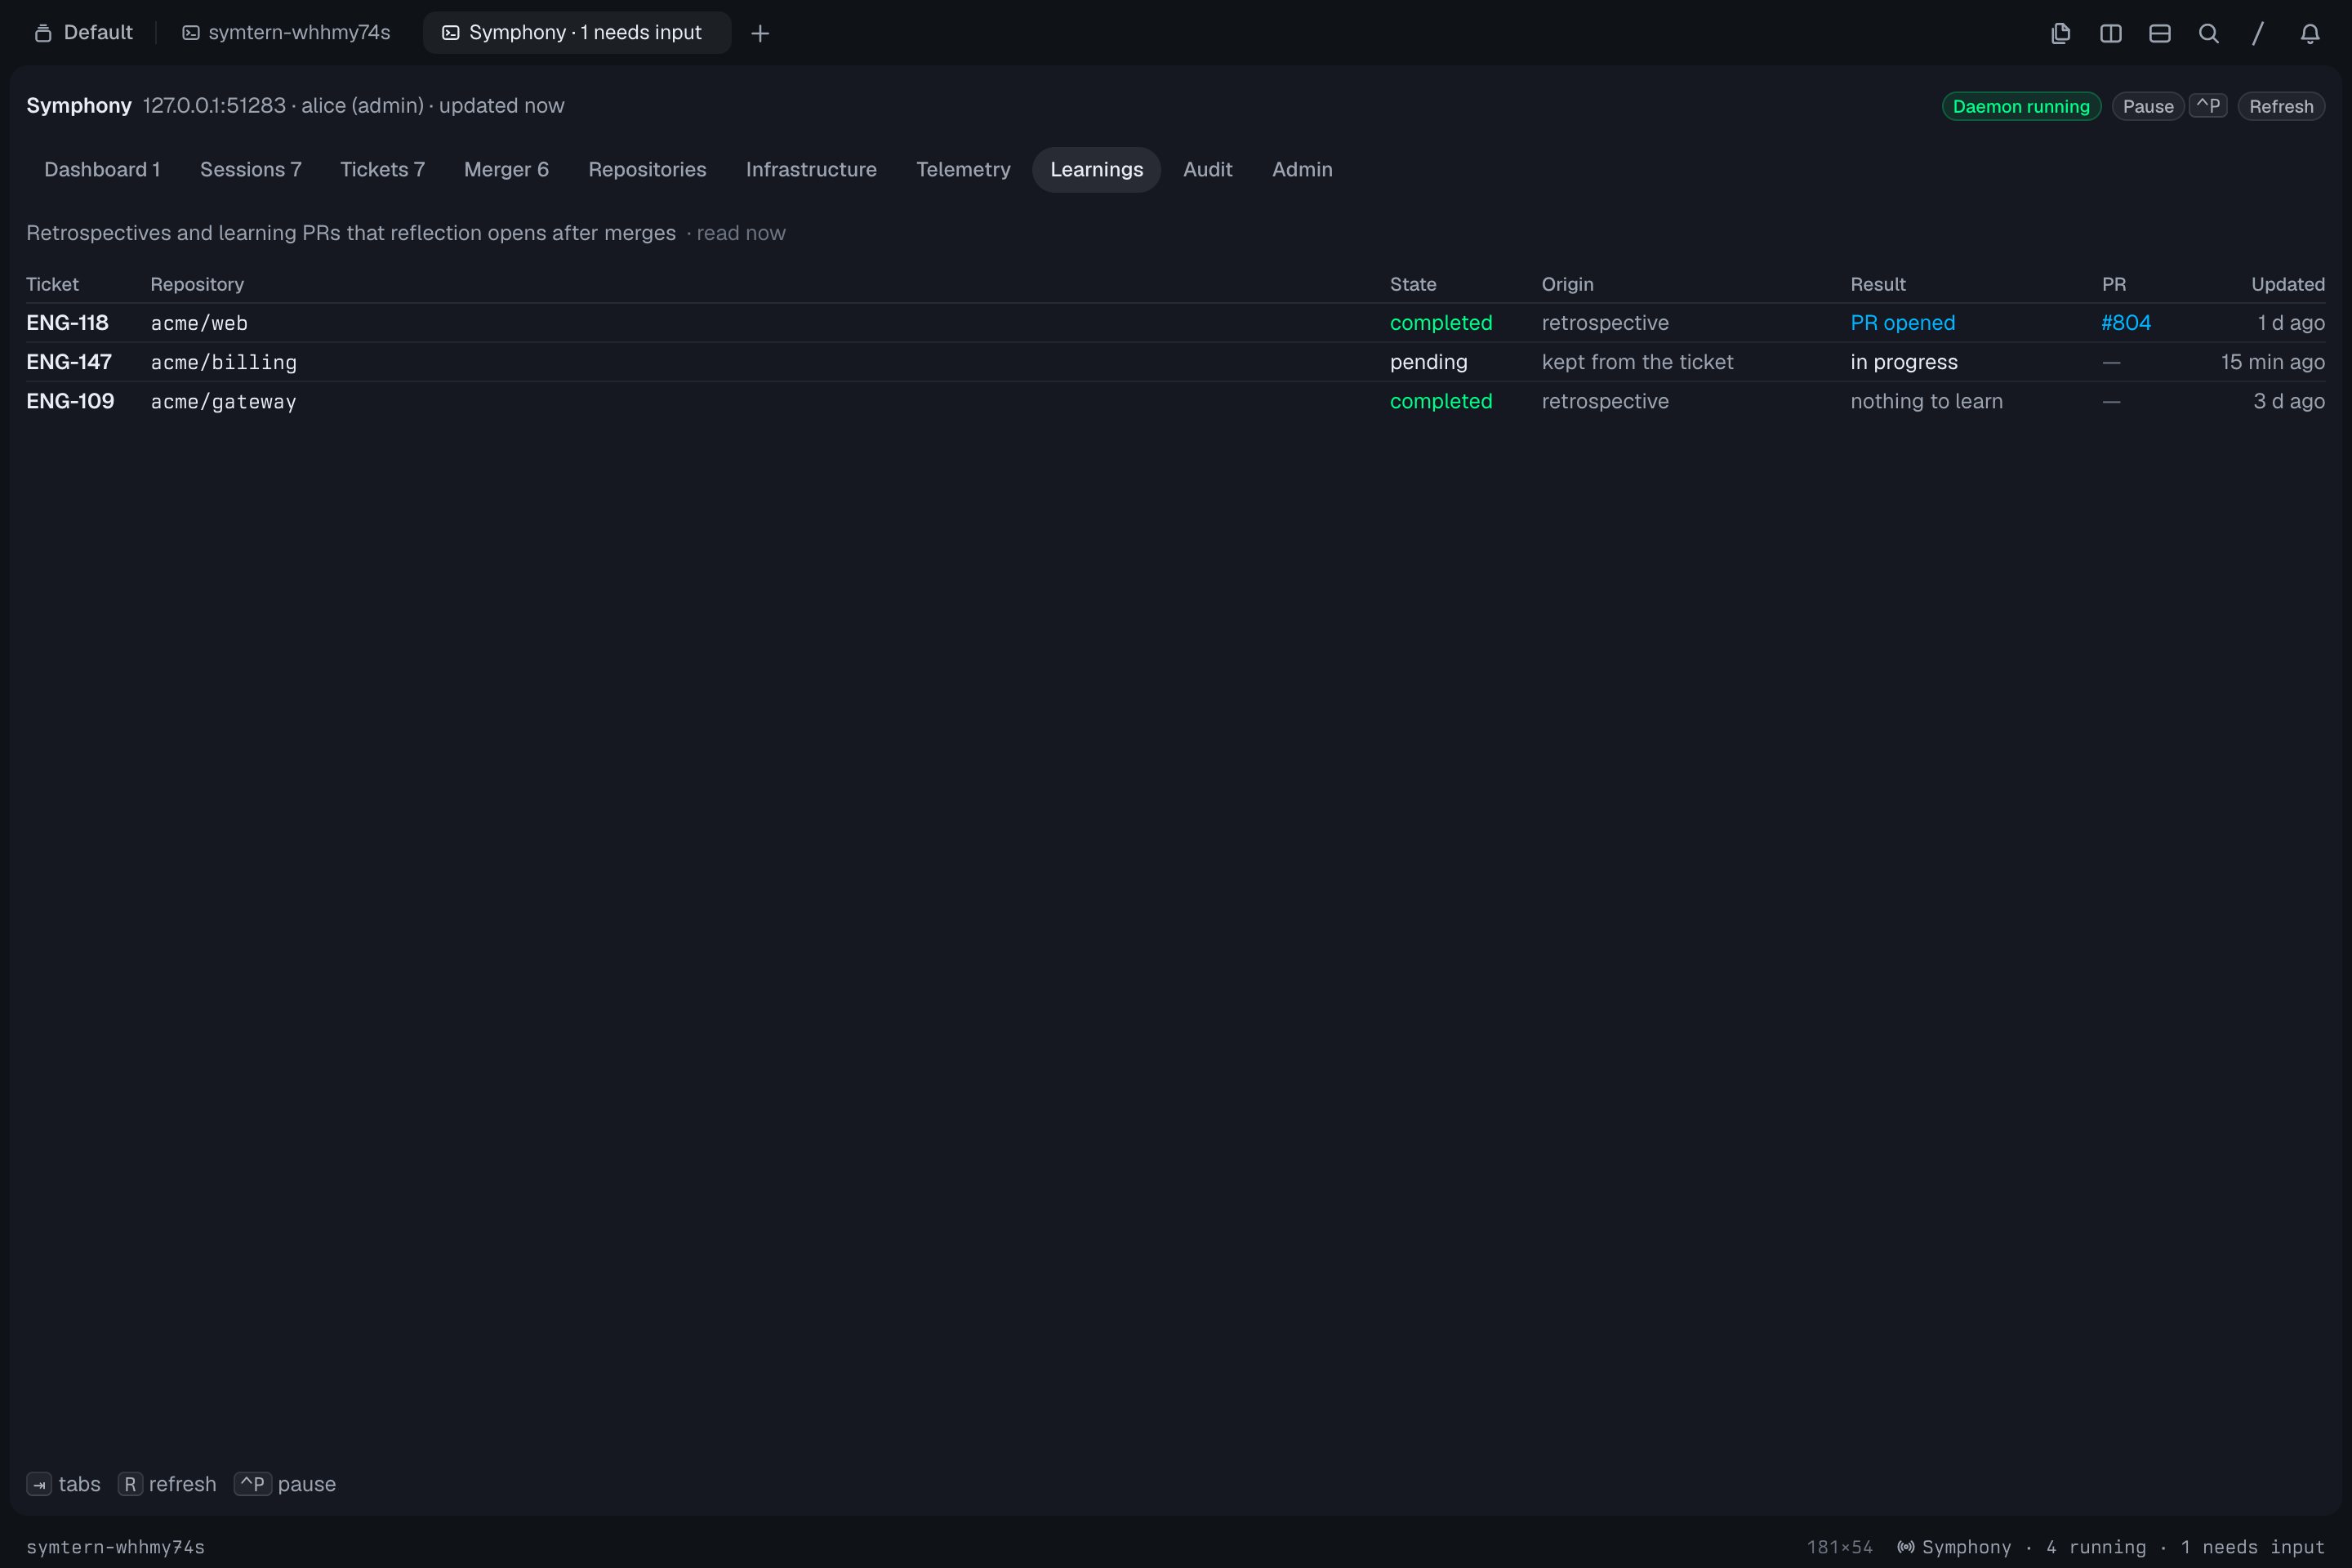 Default symtern-whhmy74s Symphony · 1 needs input
Symphony 127.0.0.1:51283 · alice (admin) · updated now Daemon running Pause ^P Refresh
Dashboard 1 Sessions 7 Tickets 7 Merger 6 Repositories Infrastructure Telemetry Learnings Audit Admin
Retrospectives and learning PRs that reflection opens after merges · read now
Ticket Repository State Origin Result PR Updated
ENG-118 acme/web completed retrospective PR opened #804 1 d ago
ENG-147 acme/billing pending kept from the ticket in progress — 15 min ago
ENG-109 acme/gateway completed retrospective nothing to learn — 3 d ago
⇥ tabs R refresh ^P pause
symtern-whhmy74s 181×54 Symphony · 4 running · 1 needs input